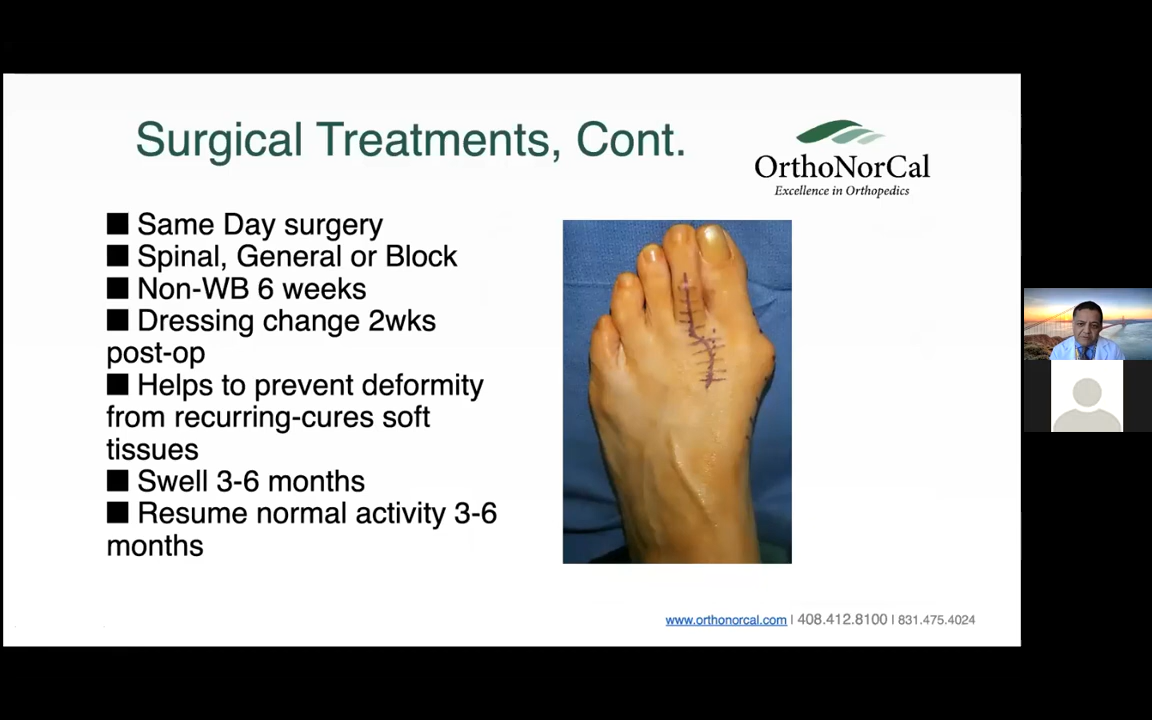 Surgical Treatments, Cont.
OrthoNorCal
Excellence in Orthopedics
■ Same Day surgery
■ Spinal, General or Block
■ Non-WB 6 weeks
■ Dressing change 2wks
post-op
■ Helps to prevent deformity
from recurring-cures soft
tissues
■ Swell 3-6 months
■ Resume normal activity 3-6
months
www.orthonorcal.com | 408.412.8100 | 831.475.4024